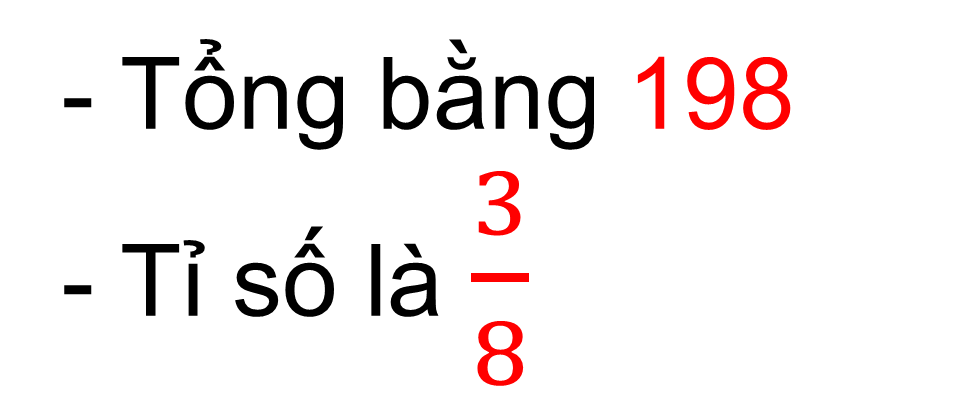 - Tổng bằng 198
- Tỉ số là 3/8